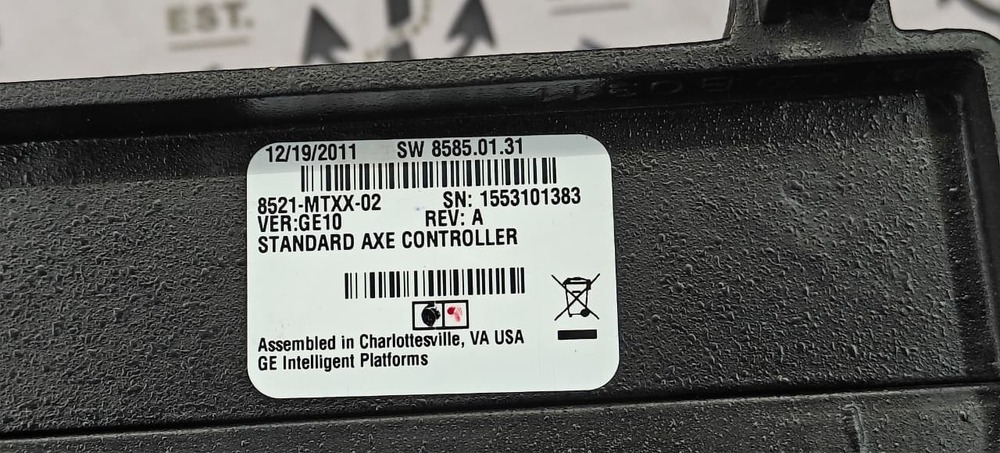 EST.
12/19/2011 SW 8585.01.31
8521-MTXX-02 SN: 1553101383
VER:GE10 REV: A
STANDARD AXE CONTROLLER
Assembled in Charlottesville, VA USA
GE Intelligent Platforms